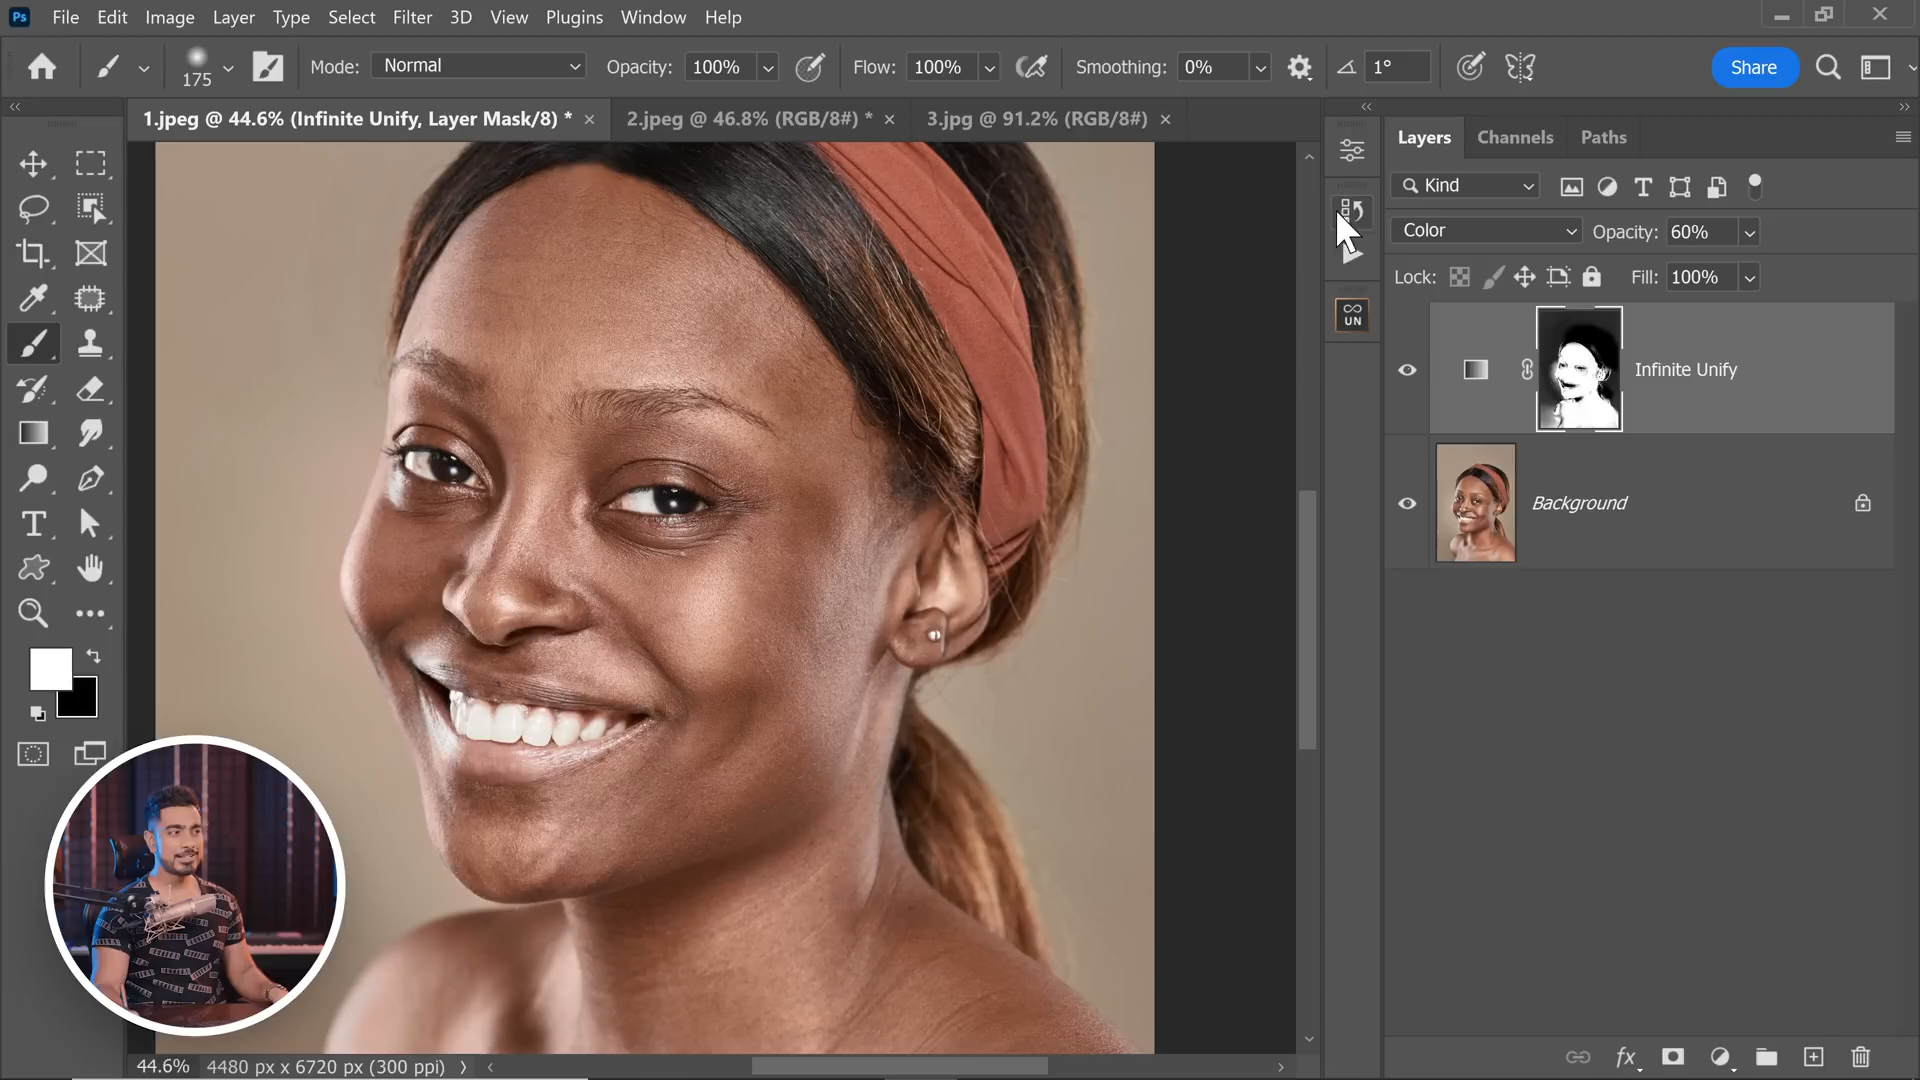 Ps File Edit Image Layer Type Select Filter 3D View Plugins Window Help
175 Mode: Normal Opacity: 100% Flow: 100% Smoothing: 0% 1° Share
1.jpeg @ 44.6% (Infinite Unify, Layer Mask/8) * × 2.jpeg @ 46.8% (RGB/8#) * × 3.jpg @ 91.2% (RGB/8#) ×
Layers Channels Paths
Kind
Color Opacity: 60%
Lock: Fill: 100%
UN
Infinite Unify
Background
44.6% 4480 px x 6720 px (300 ppi)
fx